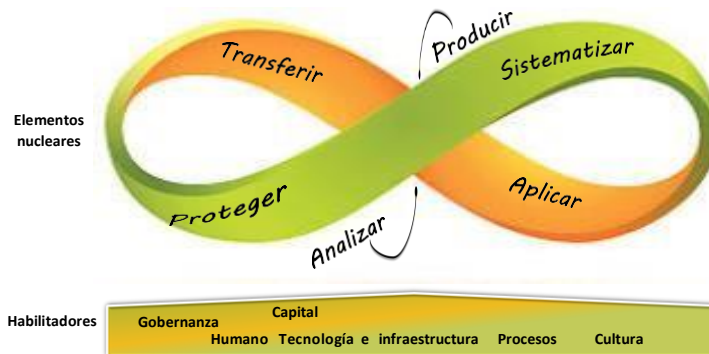 Producir
Transferir
Sistematizar
Elementos
nucleares
Proteger
Aplicar
Analizar
Habilitadores
Gobernanza
Capital
Humano Tecnología e infraestructura Procesos Cultura